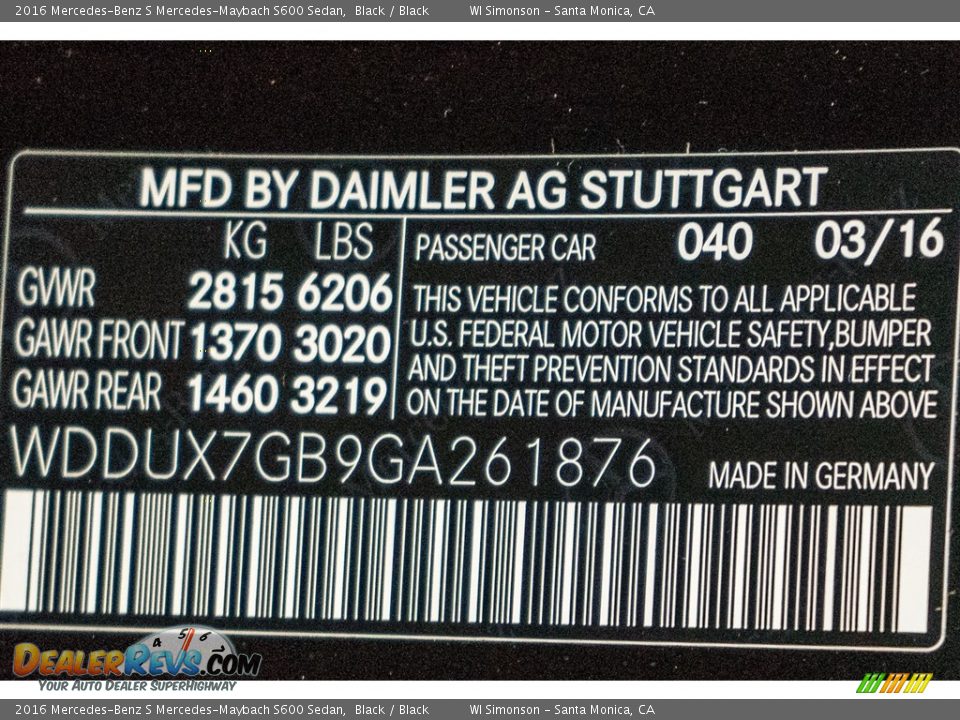 2016 Mercedes-Benz S Mercedes-Maybach S600 Sedan, Black / Black WI Simonson - Santa Monica, CA
MFD BY DAIMLER AG STUTTGART
KG LBS
GVWR 2815 6206
GAWR FRONT 1370 3020
GAWR REAR 1460 3219
PASSENGER CAR 040 03/16
THIS VEHICLE CONFORMS TO ALL APPLICABLE
U.S. FEDERAL MOTOR VEHICLE SAFETY,BUMPER
AND THEFT PREVENTION STANDARDS IN EFFECT
ON THE DATE OF MANUFACTURE SHOWN ABOVE
WDDUX7GB9GA261876 MADE IN GERMANY
4 5 6
DEALERREVS.COM
YOUR AUTO DEALER SUPERHIGHWAY
2016 Mercedes-Benz S Mercedes-Maybach S600 Sedan, Black / Black WI Simonson - Santa Monica, CA